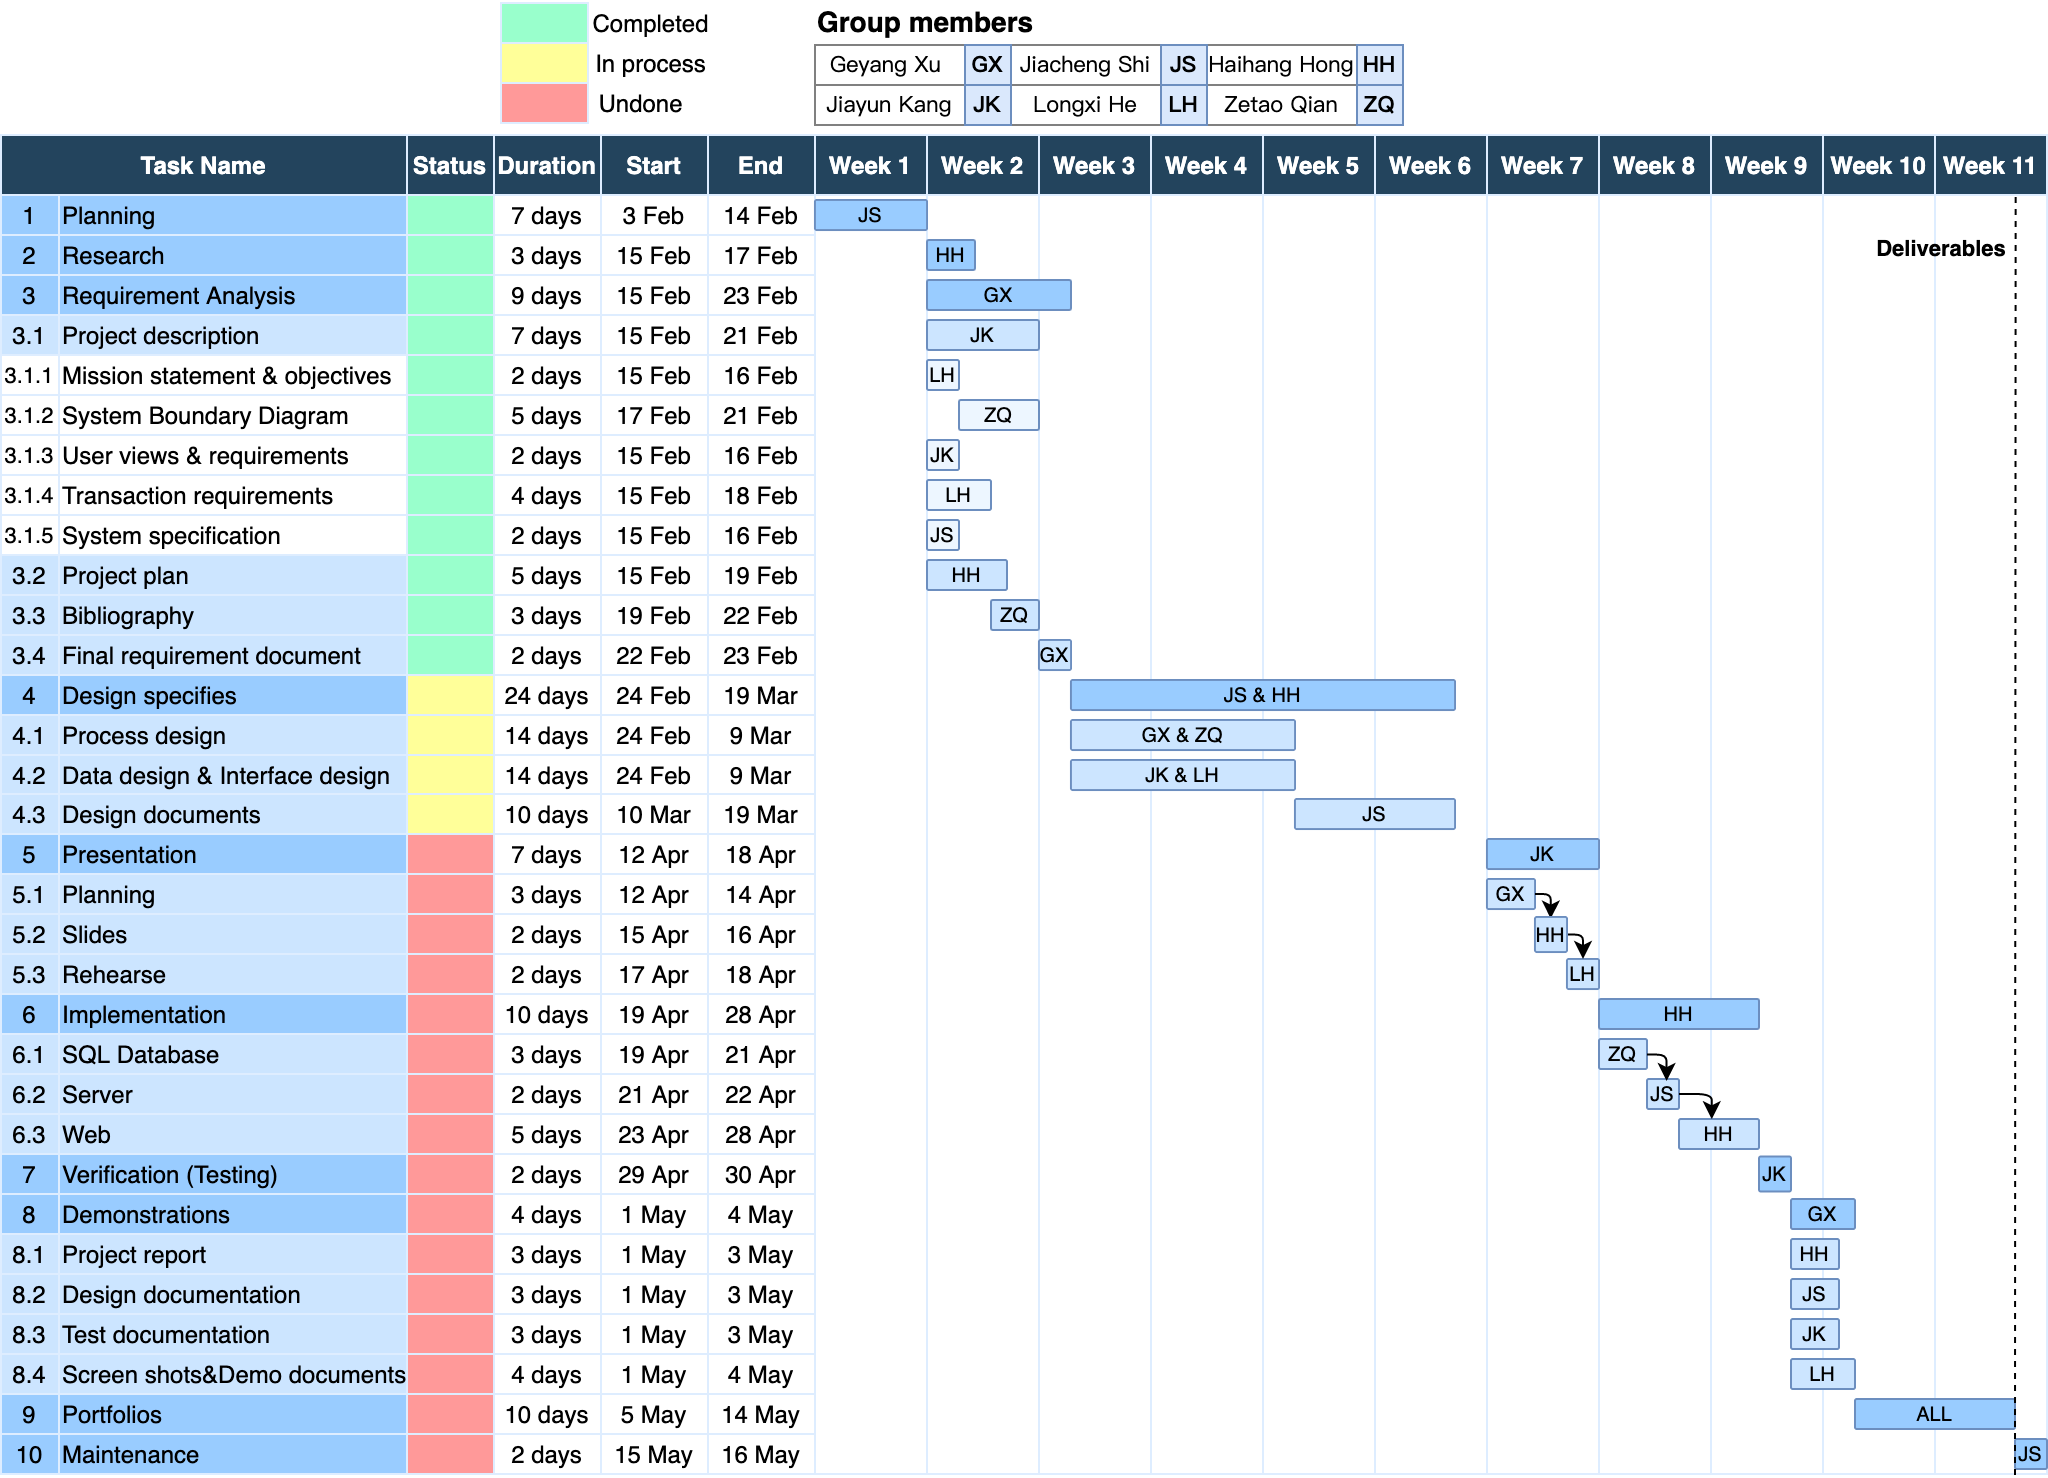 Completed
In process
Undone
Group members
Geyang Xu GX Jiacheng Shi JS Haihang Hong HH
Jiayun Kang JK Longxi He LH Zetao Qian ZQ
Task Name Status Duration Start End Week 1 Week 2 Week 3 Week 4 Week 5 Week 6 Week 7 Week 8 Week 9 Week 10 Week 11
1 Planning 7 days 3 Feb 14 Feb JS
Deliverables
2 Research 3 days 15 Feb 17 Feb HH
3 Requirement Analysis 9 days 15 Feb 23 Feb GX
3.1 Project description 7 days 15 Feb 21 Feb JK
3.1.1 Mission statement & objectives 2 days 15 Feb 16 Feb LH
3.1.2 System Boundary Diagram 5 days 17 Feb 21 Feb ZQ
3.1.3 User views & requirements 2 days 15 Feb 16 Feb JK
3.1.4 Transaction requirements 4 days 15 Feb 18 Feb LH
3.1.5 System specification 2 days 15 Feb 16 Feb JS
3.2 Project plan 5 days 15 Feb 19 Feb HH
3.3 Bibliography 3 days 19 Feb 22 Feb ZQ
3.4 Final requirement document 2 days 22 Feb 23 Feb GX
4 Design specifies 24 days 24 Feb 19 Mar JS & HH
4.1 Process design 14 days 24 Feb 9 Mar GX & ZQ
4.2 Data design & Interface design 14 days 24 Feb 9 Mar JK & LH
4.3 Design documents 10 days 10 Mar 19 Mar JS
5 Presentation 7 days 12 Apr 18 Apr JK
5.1 Planning 3 days 12 Apr 14 Apr GX
5.2 Slides 2 days 15 Apr 16 Apr HH
5.3 Rehearse 2 days 17 Apr 18 Apr LH
6 Implementation 10 days 19 Apr 28 Apr HH
6.1 SQL Database 3 days 19 Apr 21 Apr ZQ
6.2 Server 2 days 21 Apr 22 Apr JS
6.3 Web 5 days 23 Apr 28 Apr HH
7 Verification (Testing) 2 days 29 Apr 30 Apr JK
8 Demonstrations 4 days 1 May 4 May GX
8.1 Project report 3 days 1 May 3 May HH
8.2 Design documentation 3 days 1 May 3 May JS
8.3 Test documentation 3 days 1 May 3 May JK
8.4 Screen shots&Demo documents 4 days 1 May 4 May LH
9 Portfolios 10 days 5 May 14 May ALL
10 Maintenance 2 days 15 May 16 May JS